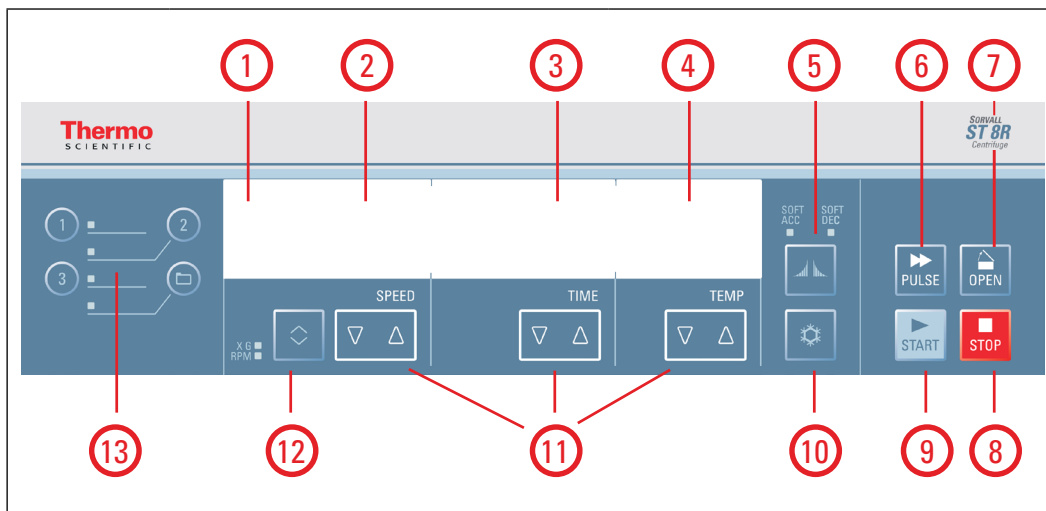 1 2 3 4 5 6 7
Thermo
SCIENTIFIC
SORVALL
ST 8R
Centrifuge
1 2
3
SOFT ACC
SOFT DEC
PULSE
OPEN
SPEED
TIME
TEMP
X G
RPM
START
STOP
13 12 11 10 9 8